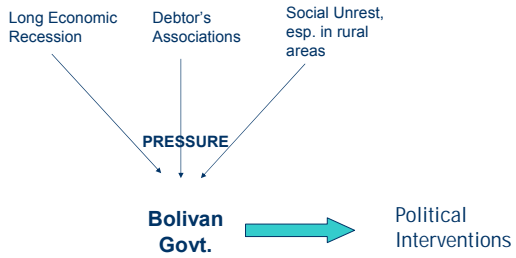 Long Economic
Recession
Debtor's
Associations
Social Unrest,
esp. in rural
areas
PRESSURE
Bolivan
Govt.
Political
Interventions